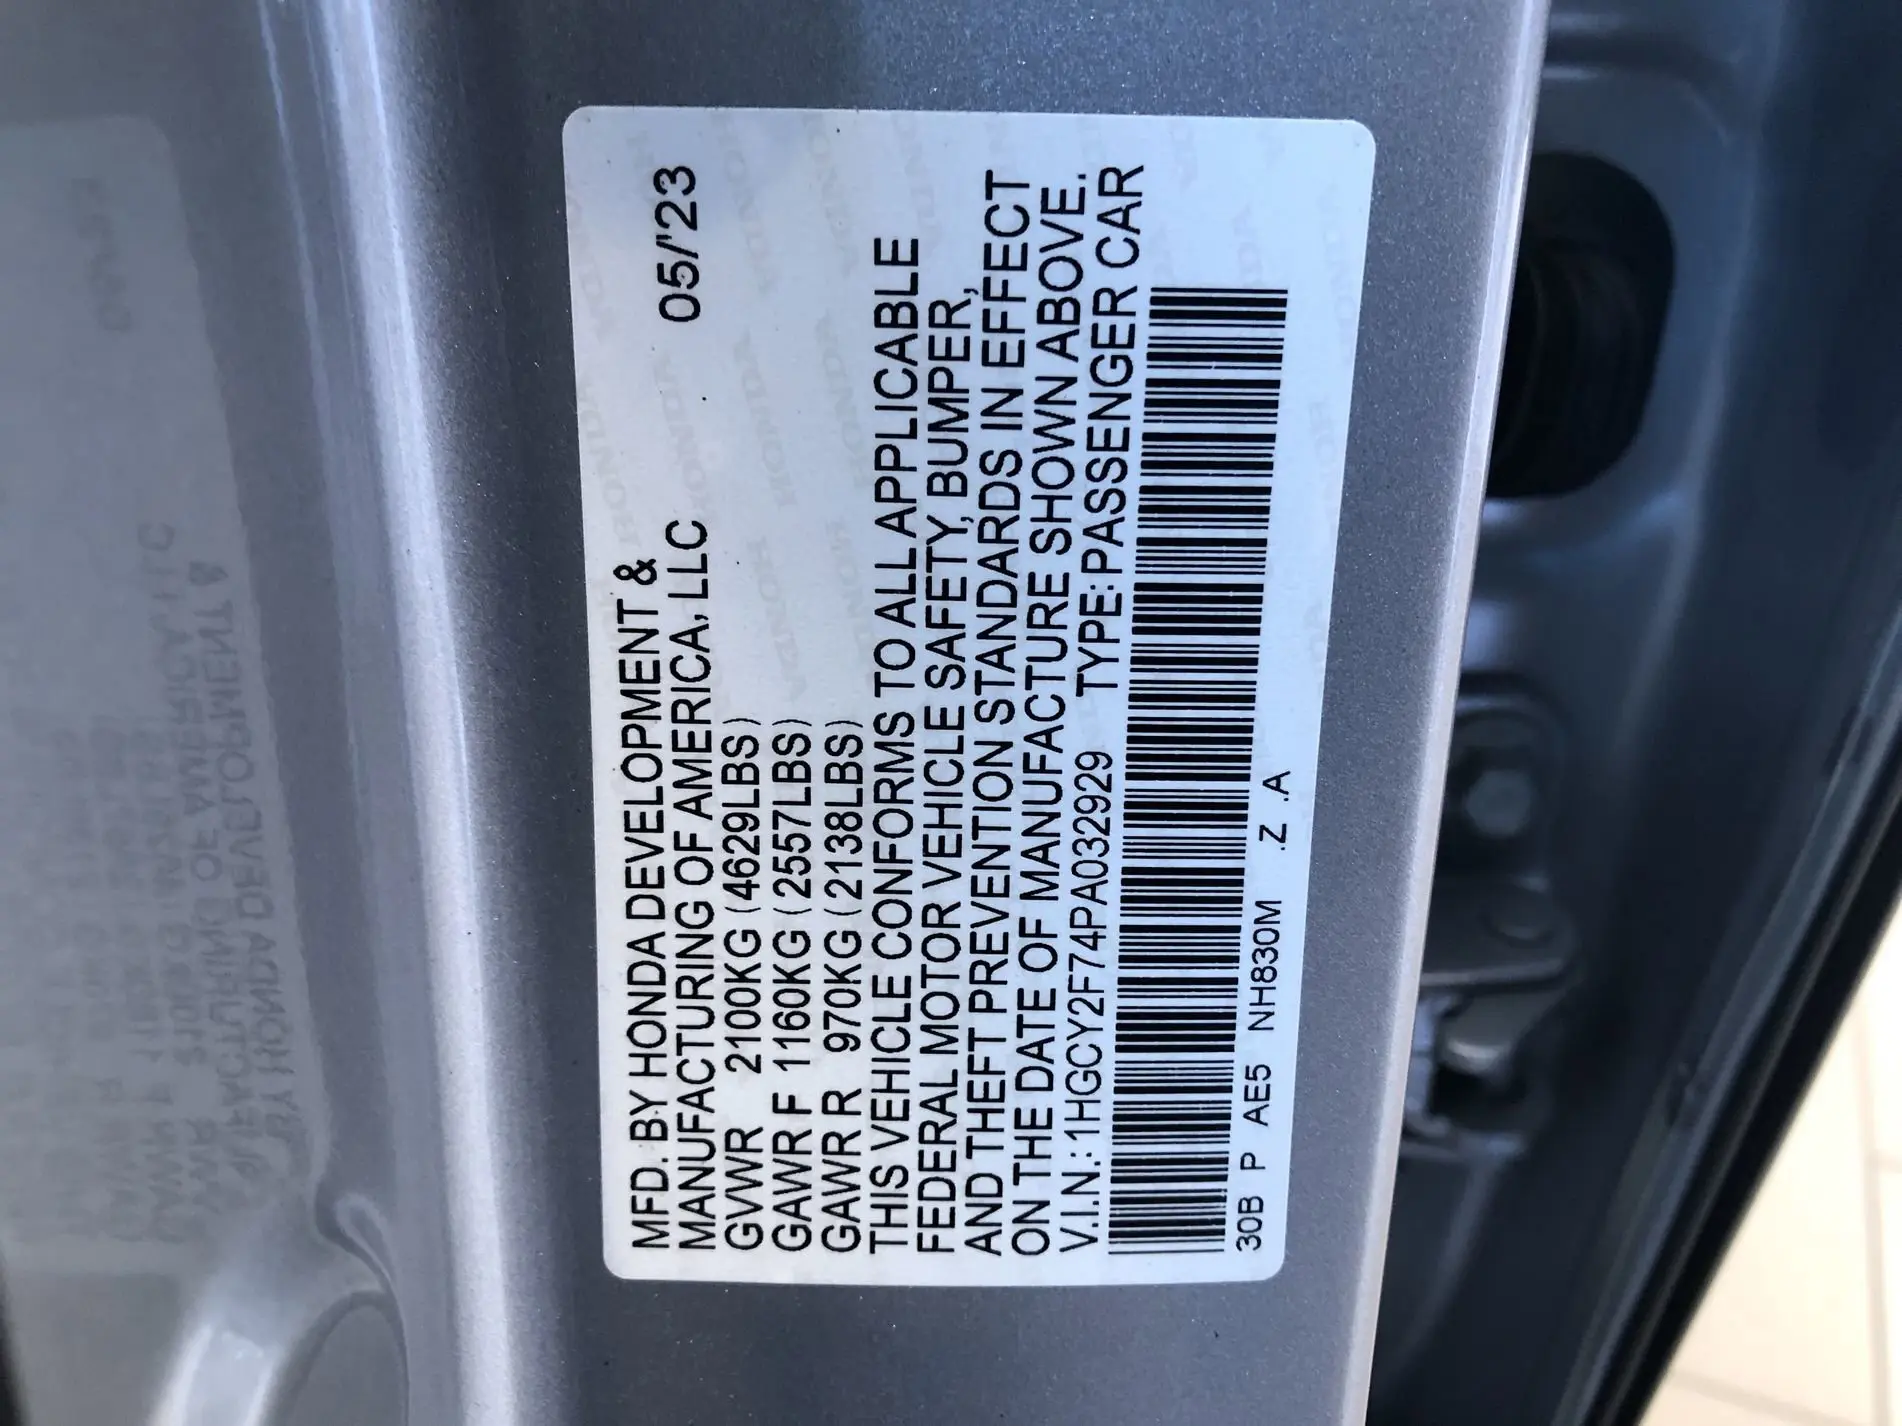 MFD. BY HONDA DEVELOPMENT &
MANUFACTURING OF AMERICA, LLC 05/'23
GVWR 2100KG (4629LBS)
GAWR F 1160KG (2557LBS)
GAWR R 970KG (2138LBS)
THIS VEHICLE CONFORMS TO ALL APPLICABLE
FEDERAL MOTOR VEHICLE SAFETY, BUMPER,
AND THEFT PREVENTION STANDARDS IN EFFECT
ON THE DATE OF MANUFACTURE SHOWN ABOVE.
V.I.N.: 1HGCY2F74PA032929 TYPE: PASSENGER CAR
30B P AE5 NH830M .Z .A